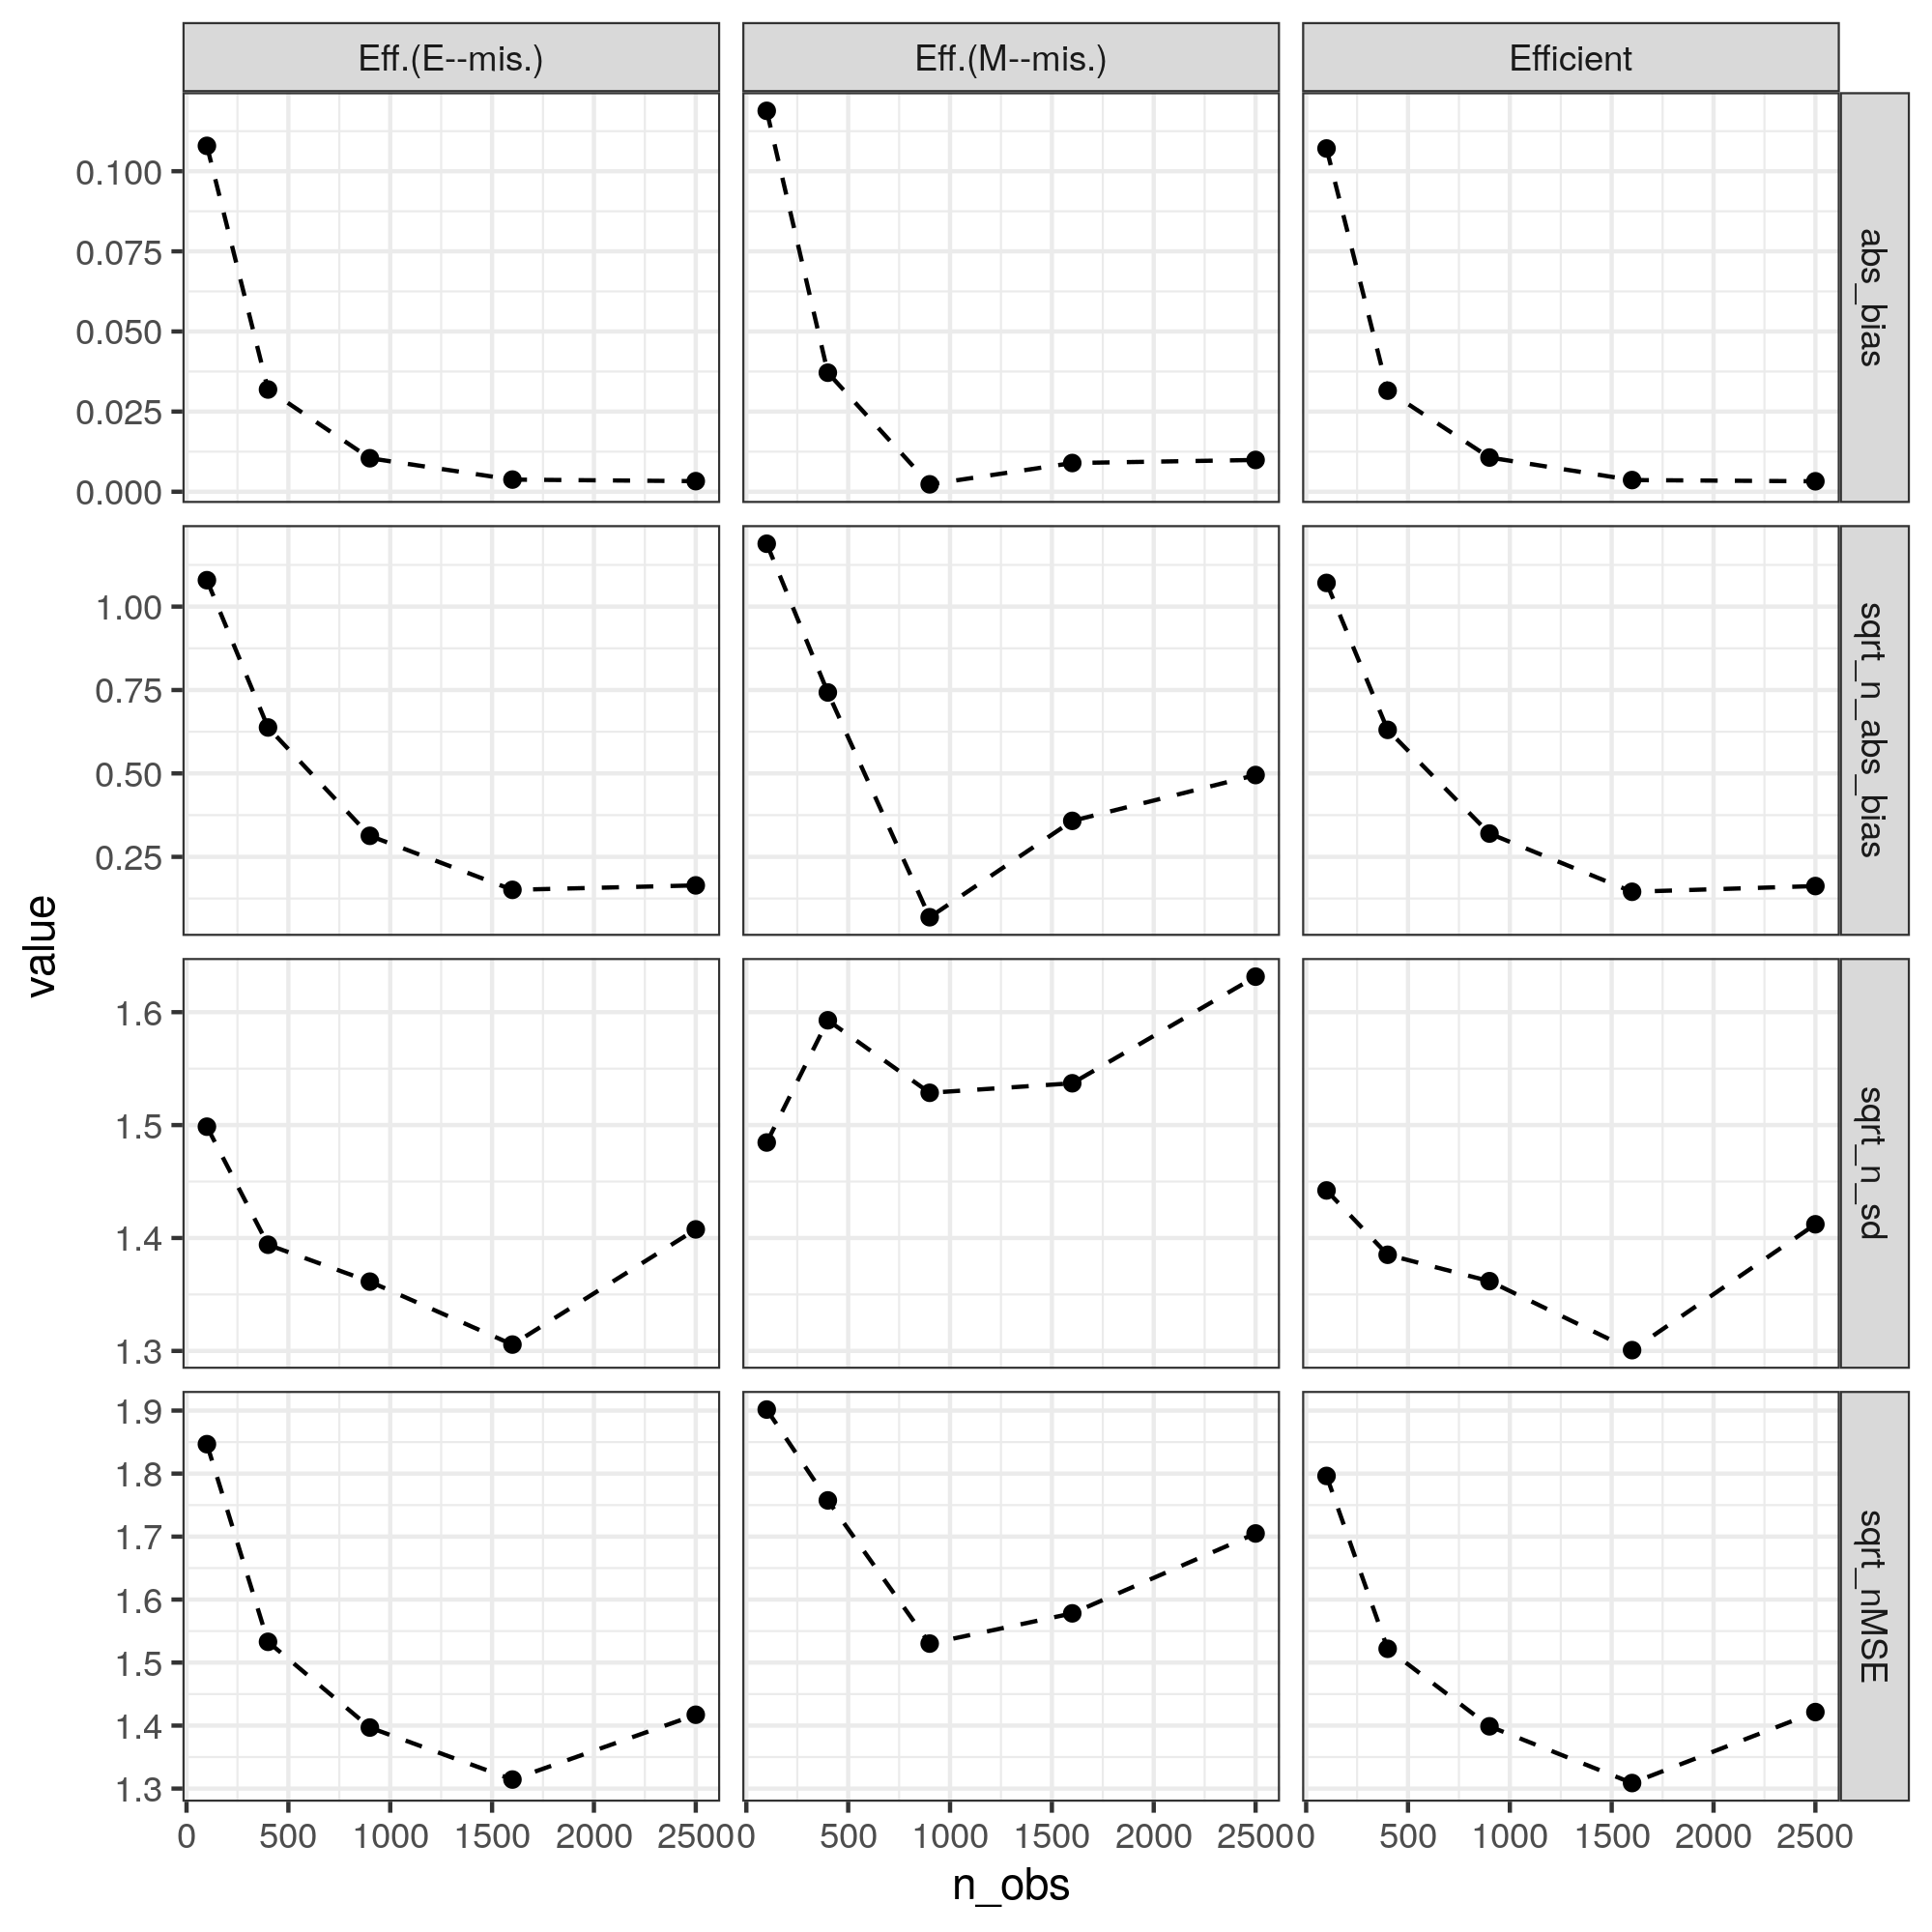 Eff.(E--mis.) Eff.(M--mis.) Efficient
0.100
0.075
0.050
0.025
0.000
abs_bias
1.00
0.75
0.50
0.25
sqrt_n_abs_bias
value
1.6
1.5
1.4
1.3
sqrt_n_sd
1.9
1.8
1.7
1.6
1.5
1.4
1.3
sqrt_nMSE
0 500 1000 1500 2000 2500 0 500 1000 1500 2000 2500 0 500 1000 1500 2000 2500
n_obs